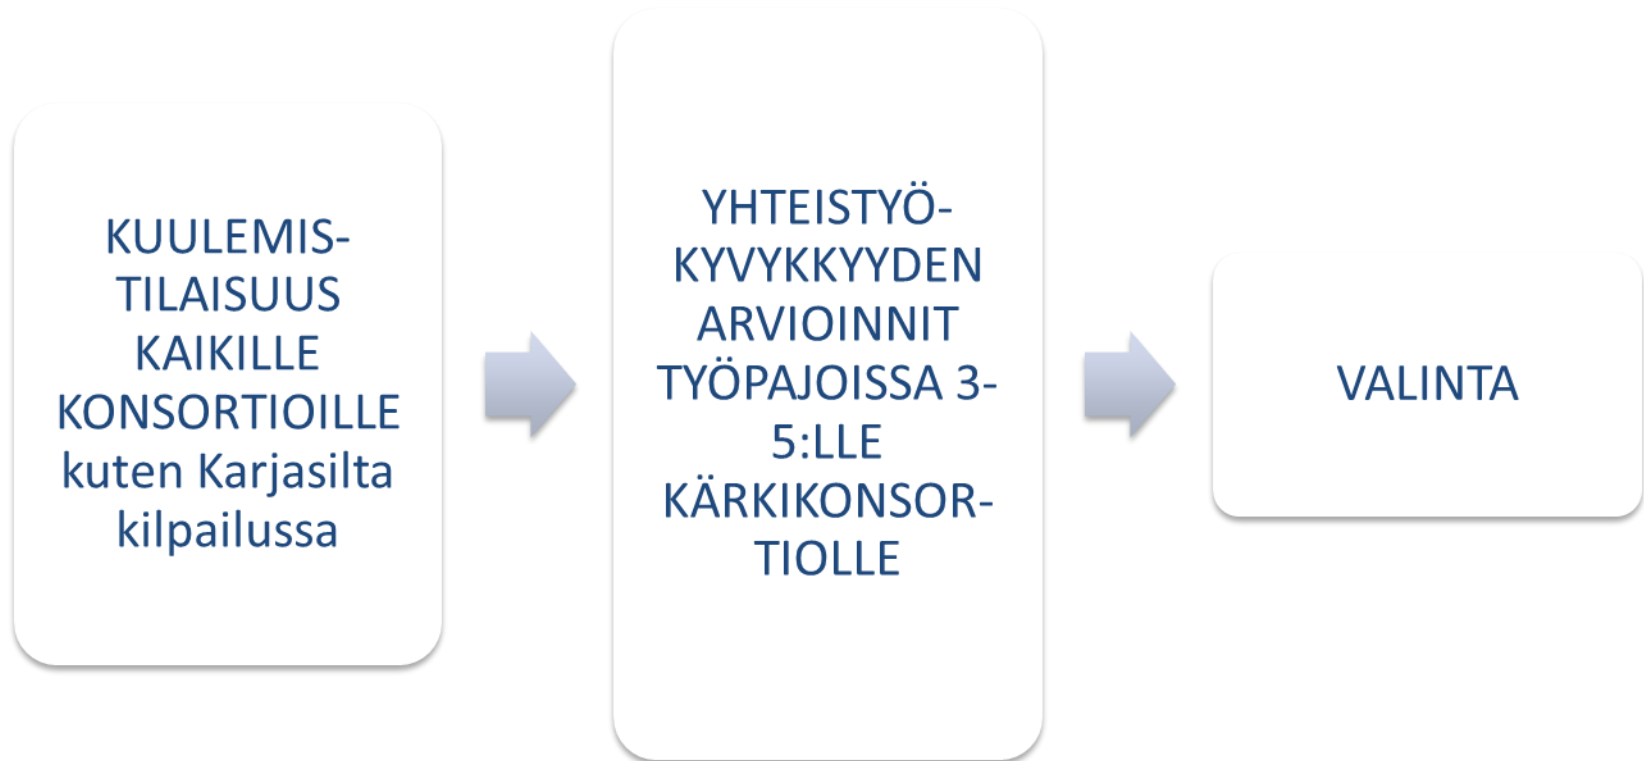 KUULEMIS-
TILAISUUS
KAIKILLE
KONSORTIOILLE
kuten Karjasilta
kilpailussa
YHTEISTYÖ-
KYVYKKYYDEN
ARVIOINNIT
TYÖPAJOISSA 3-
5:LLE
KÄRKIKONSOR-
TIOLLE
VALINTA